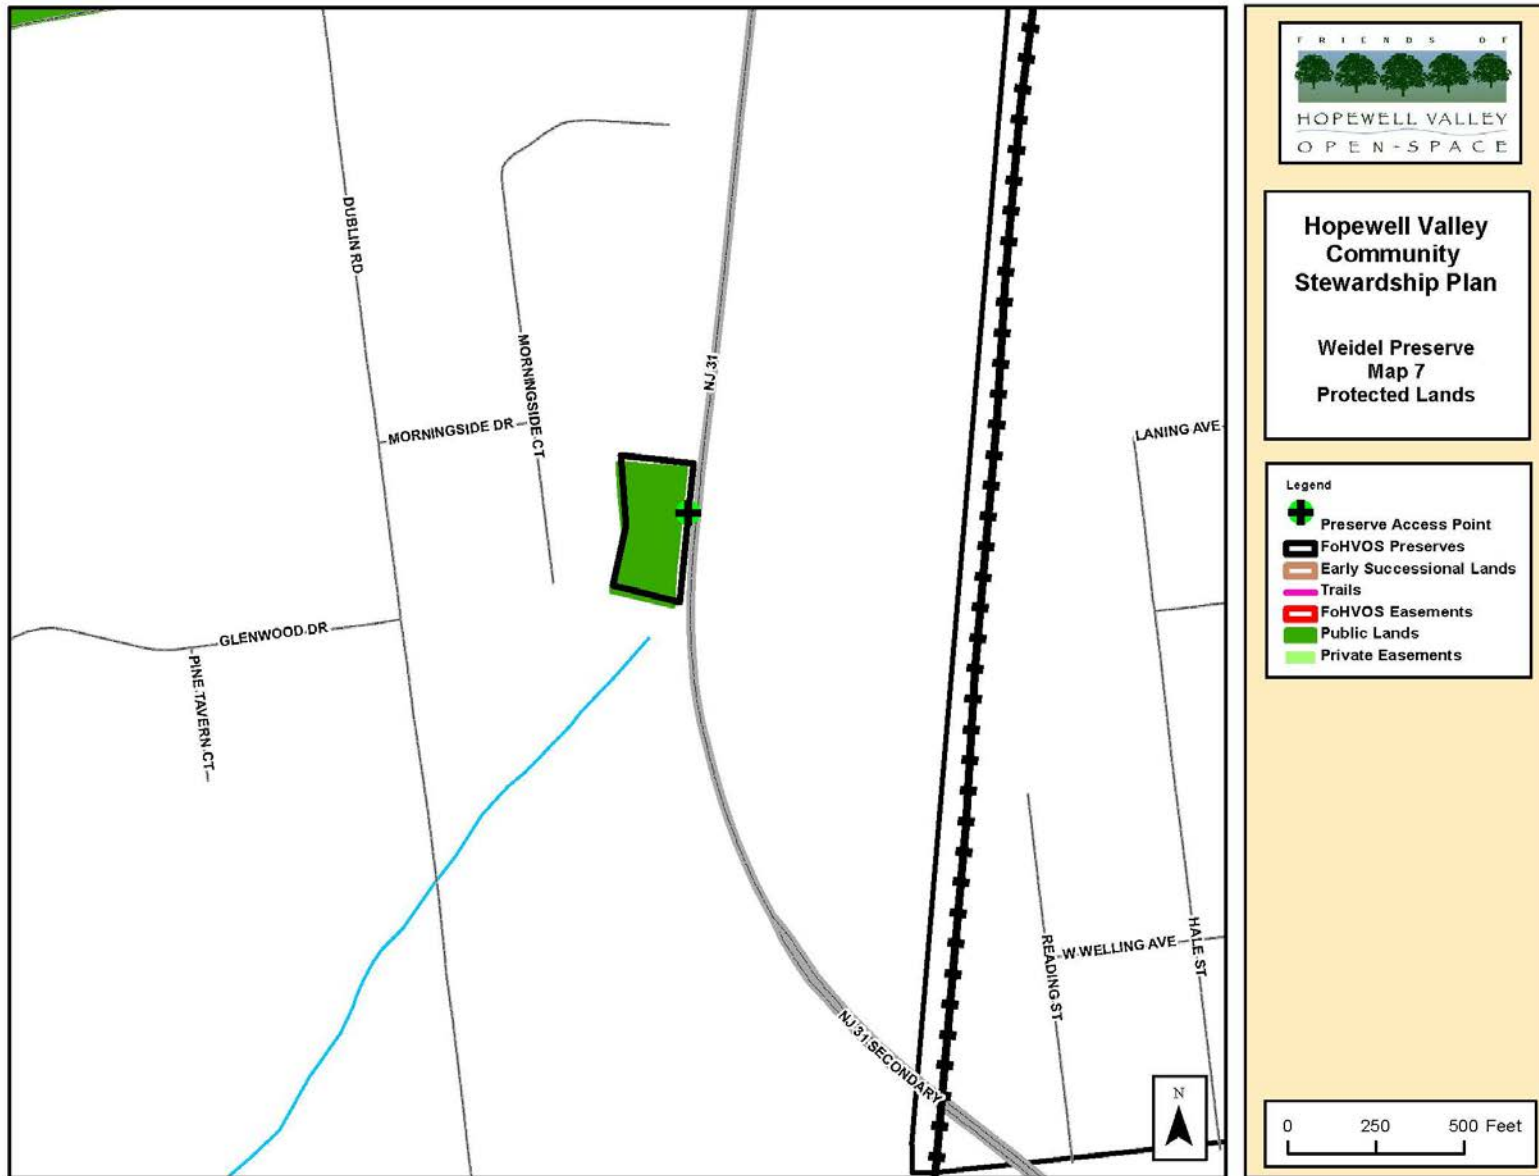 DUBLIN RD
MORNINGSIDE DR
MORNINGSIDE CT
NJ 31
LANING AVE
GLENWOOD DR
PINE TAVERN CT
NJ 31 SECONDARY
READING ST
W WELLING AVE
HALE ST
N
FRIENDS OF
HOPEWELL VALLEY
OPEN-SPACE
Hopewell Valley
Community
Stewardship Plan
Weidel Preserve
Map 7
Protected Lands
Legend
Preserve Access Point
FoHVOS Preserves
Early Successional Lands
Trails
FoHVOS Easements
Public Lands
Private Easements
0 250 500 Feet